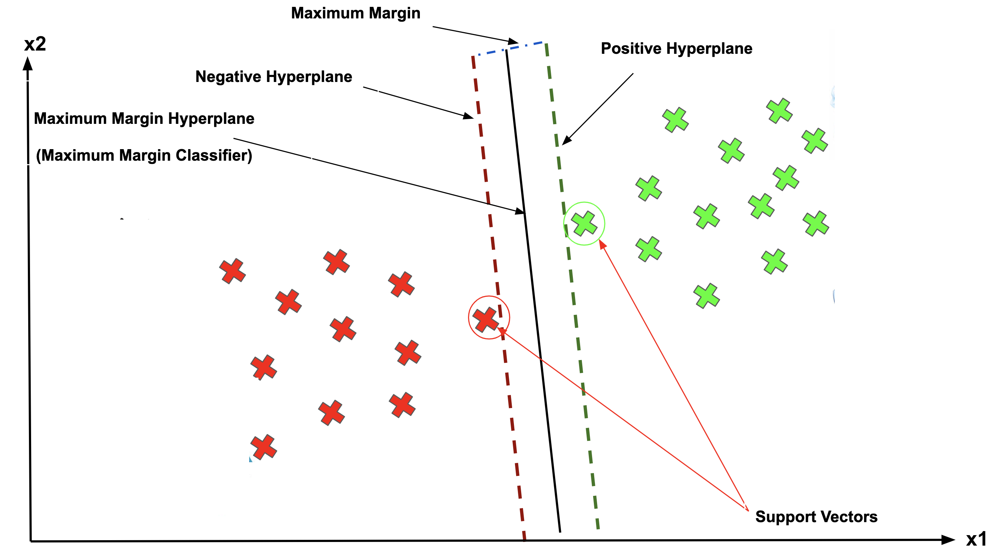 Maximum Margin
x2
Positive Hyperplane
Negative Hyperplane
Maximum Margin Hyperplane
(Maximum Margin Classifier)
Support Vectors
x1